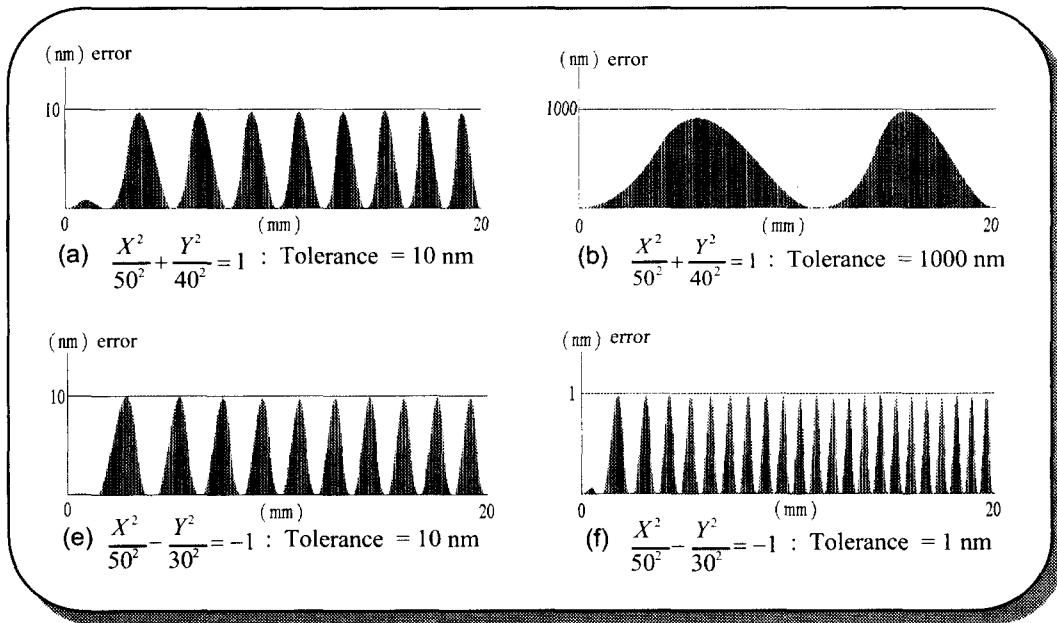 (nm) error
10
0 (mm) 20
(a) X²/50² + Y²/40² = 1 : Tolerance = 10 nm
(nm) error
1000
0 (mm) 20
(b) X²/50² + Y²/40² = 1 : Tolerance = 1000 nm
(nm) error
10
0 (mm) 20
(e) X²/50² - Y²/30² = -1 : Tolerance = 10 nm
(nm) error
1
0 (mm) 20
(f) X²/50² - Y²/30² = -1 : Tolerance = 1 nm